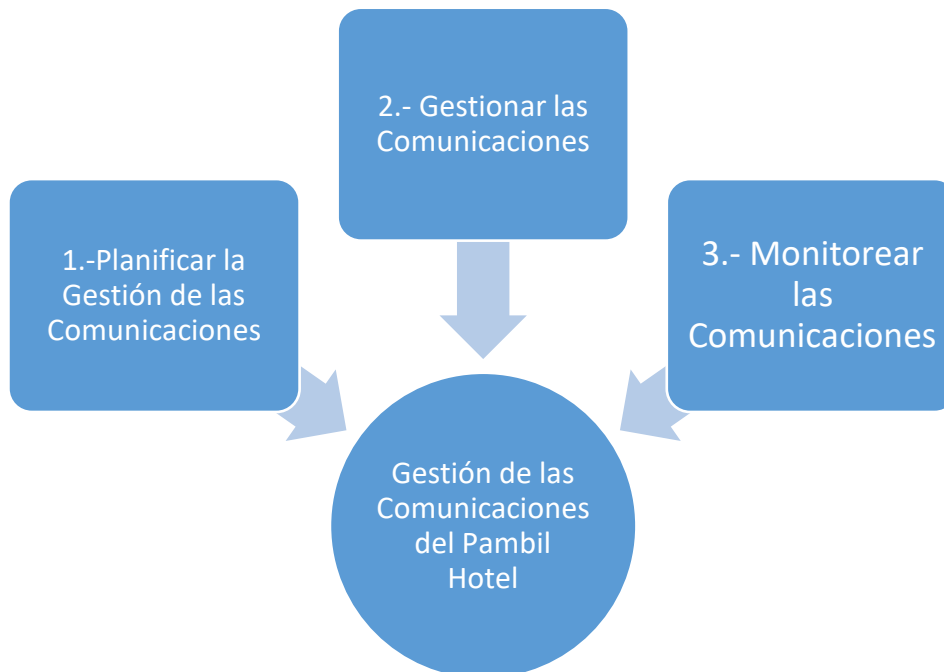 2.- Gestionar las
Comunicaciones
1.-Planificar la
Gestión de las
Comunicaciones
3.- Monitorear
las
Comunicaciones
Gestión de las
Comunicaciones
del Pambil
Hotel